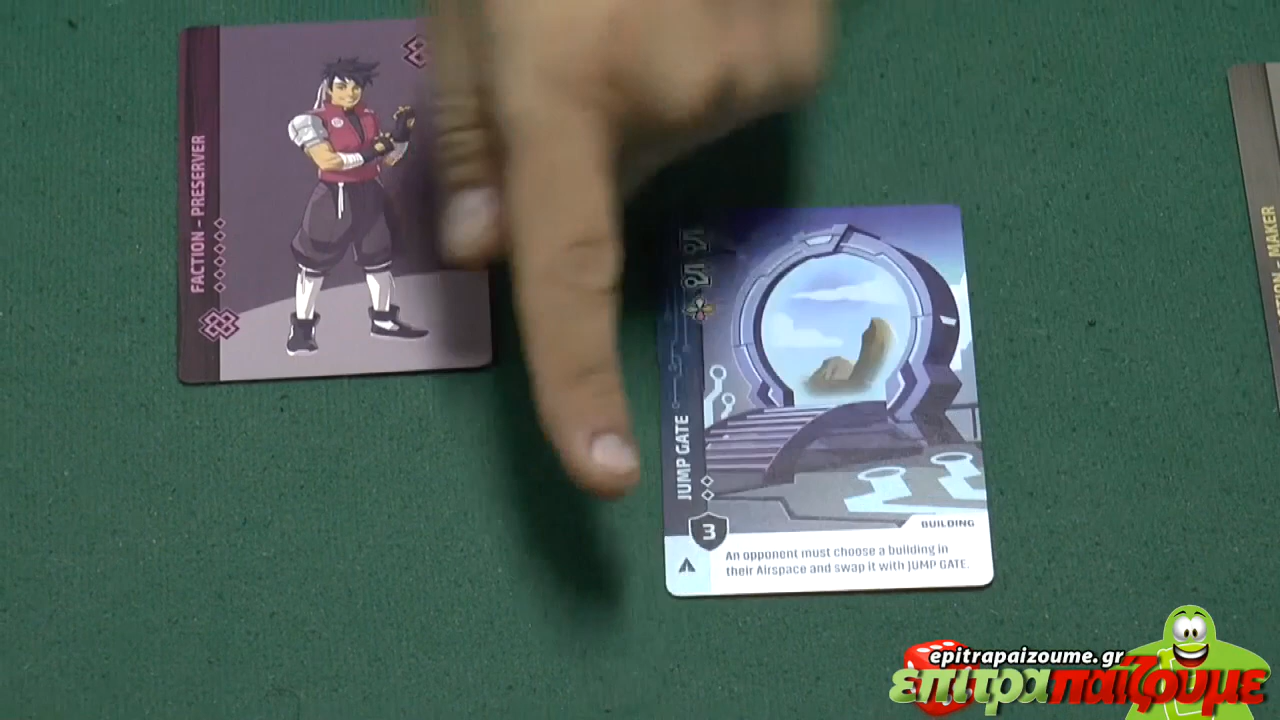 FACTION - PRESERVER
JUMP GATE
3
BUILDING
An opponent must choose a building in
their Airspace and swap it with JUMP GATE.
MAKER
epitrapaizoume.gr
επιτραπαίζουμε